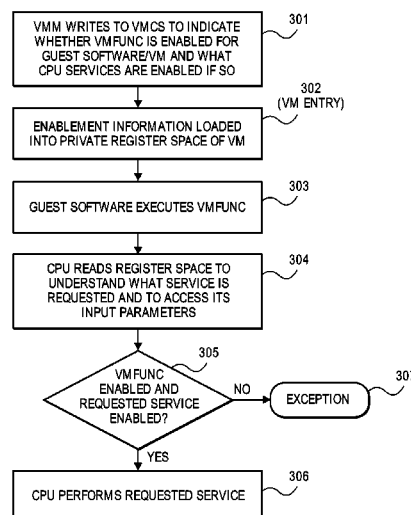 VMM WRITES TO VMCS TO INDICATE
WHETHER VMFUNC IS ENABLED FOR
GUEST SOFTWARE/VM AND WHAT
CPU SERVICES ARE ENABLED IF SO
301
ENABLEMENT INFORMATION LOADED
INTO PRIVATE REGISTER SPACE OF VM
302
(VM ENTRY)
GUEST SOFTWARE EXECUTES VMFUNC
303
CPU READS REGISTER SPACE TO
UNDERSTAND WHAT SERVICE IS
REQUESTED AND TO ACCESS ITS
INPUT PARAMETERS
304
VMFUNC
ENABLED AND
REQUESTED SERVICE
ENABLED?
305
NO
EXCEPTION
307
YES
CPU PERFORMS REQUESTED SERVICE
306